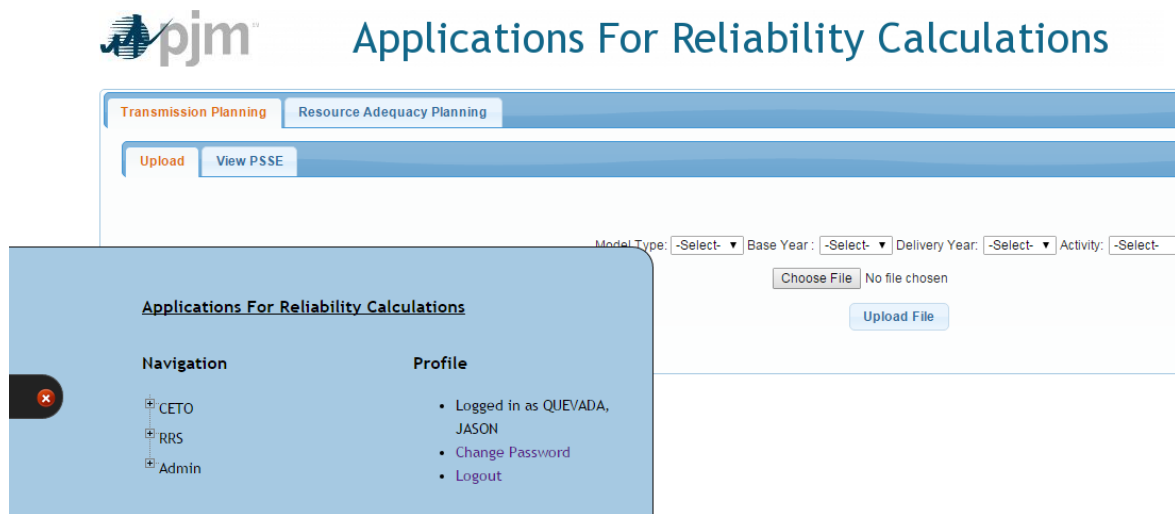 pjm Applications For Reliability Calculations
Transmission Planning Resource Adequacy Planning
Upload View PSSE
Model Type: -Select- Base Year : -Select- Delivery Year: -Select- Activity: -Select-
Choose File No file chosen
Upload File
Applications For Reliability Calculations
Navigation
CETO
RRS
Admin
Profile
Logged in as QUEVADA,
JASON
Change Password
Logout